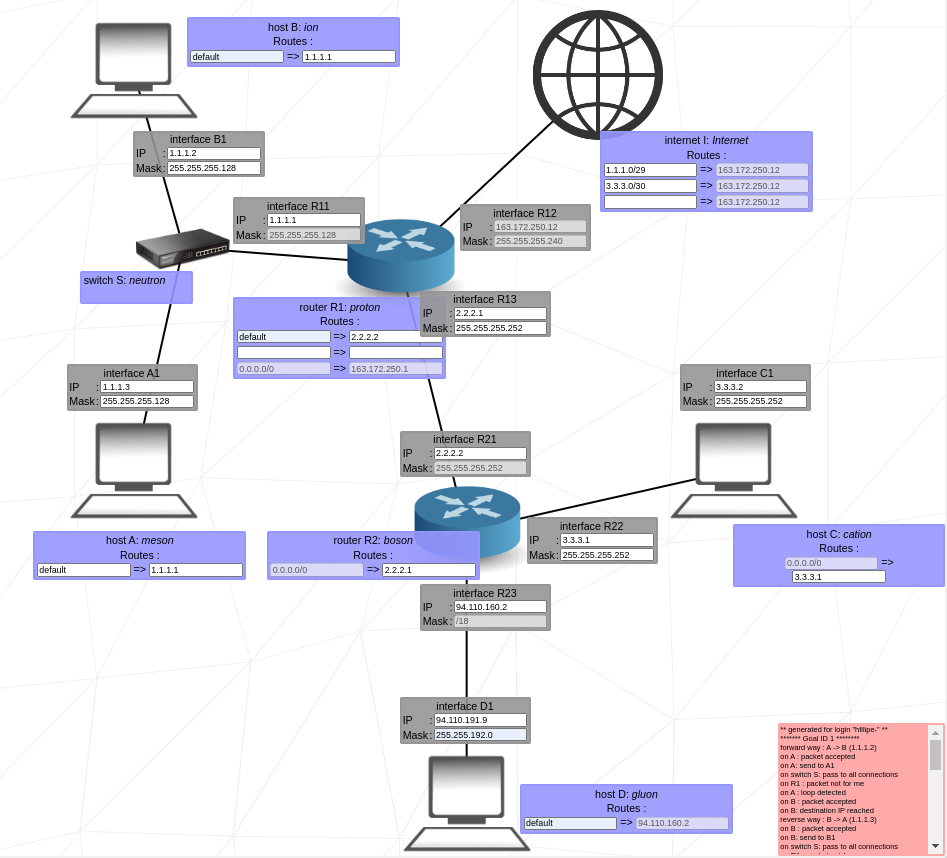 host B: ion
Routes :
default => 1.1.1.1
interface B1
IP : 1.1.1.2
Mask : 255.255.255.128
internet I: Internet
Routes :
1.1.1.0/29 => 163.172.250.12
3.3.3.0/30 => 163.172.250.12
=> 163.172.250.12
interface R11
IP : 1.1.1.1
Mask : 255.255.255.128
interface R12
IP : 163.172.250.12
Mask : 255.255.255.240
switch S: neutron
router R1: proton
Routes :
default => 2.2.2.2
=>
0.0.0.0/0 => 163.172.250.1
interface R13
IP : 2.2.2.1
Mask : 255.255.255.252
interface A1
IP : 1.1.1.3
Mask : 255.255.255.128
interface C1
IP : 3.3.3.2
Mask : 255.255.255.252
interface R21
IP : 2.2.2.2
Mask : 255.255.255.252
host A: meson
Routes :
default => 1.1.1.1
router R2: boson
Routes :
0.0.0.0/0 => 2.2.2.1
interface R22
IP : 3.3.3.1
Mask : 255.255.255.252
host C: cation
Routes :
0.0.0.0/0 =>
3.3.3.1
interface R23
IP : 94.110.160.2
Mask : /18
interface D1
IP : 94.110.191.9
Mask : 255.255.192.0
host D: gluon
Routes :
default => 94.110.160.2
** generated for login "hfilipe-" **
******* Goal ID 1 ********
forward way : A -> B (1.1.1.2)
on A : packet accepted
on A: send to A1
on switch S: pass to all connections
on R1 : packet not for me
on A : loop detected
on B : packet accepted
on B: destination IP reached
reverse way : B -> A (1.1.1.3)
on B : packet accepted
on B: send to B1
on switch S: pass to all connections